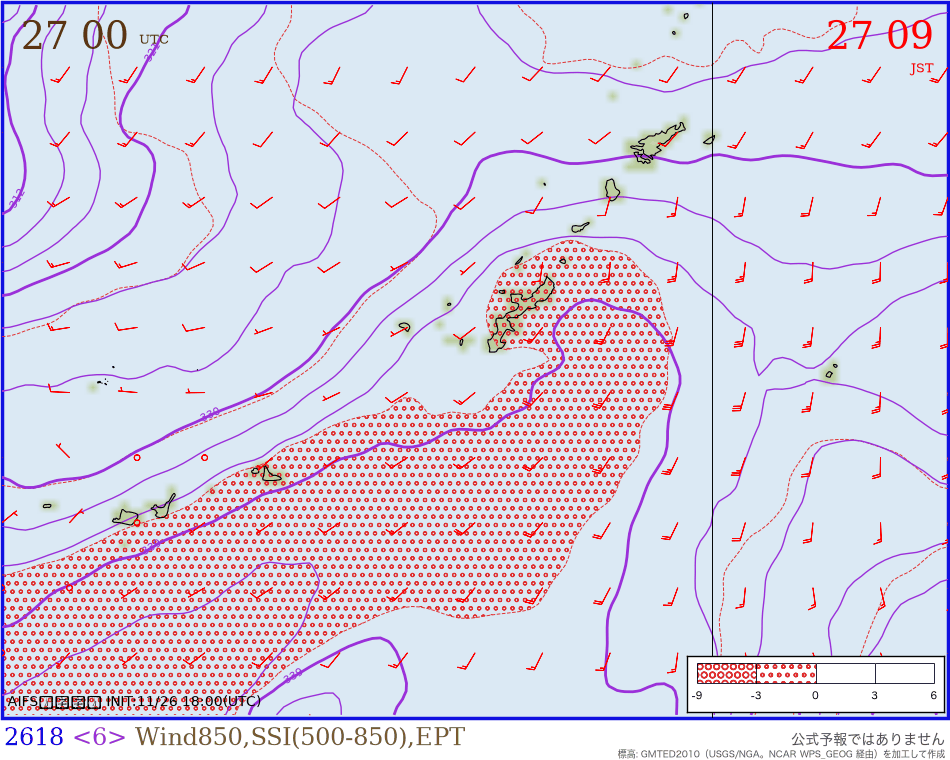 27 00 UTC
27 09
JST
312
321
330
339
-9 -3 0 3 6
INIT:11/26 18:00(UTC)
2618 <6> Wind850,SSI(500-850),EPT
公式予報ではありません
標高: GMTED2010（USGS/NGA。NCAR WPS_GEOG 経由）を加工して作成